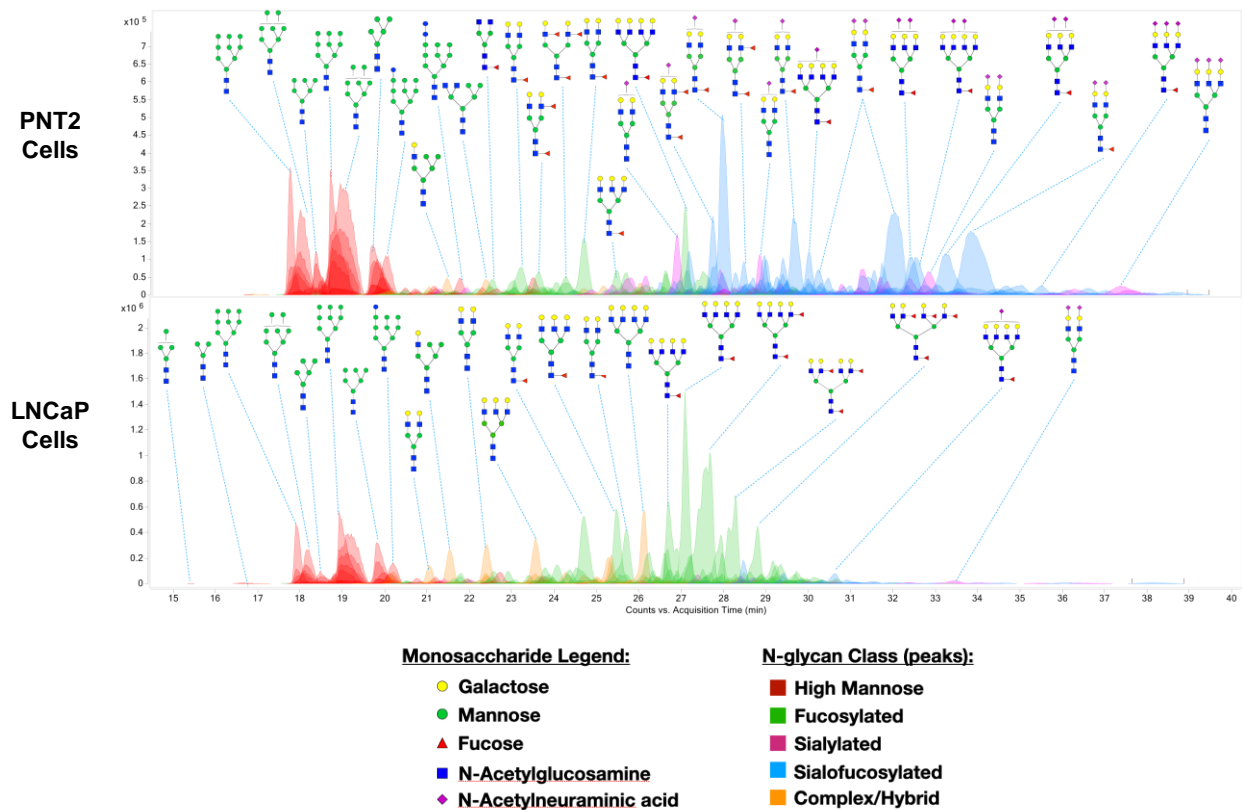 x10⁵
7.5
7
6.5
6
5.5
5
4.5
4
3.5
3
2.5
2
1.5
1
0.5
0
PNT2
Cells
x10⁶
2
1.8
1.6
1.4
1.2
1
0.8
0.6
0.4
0.2
0
LNCaP
Cells
15 16 17 18 19 20 21 22 23 24 25 26 27 28 29 30 31 32 33 34 35 36 37 38 39 40
Counts vs. Acquisition Time (min)
Monosaccharide Legend:
Galactose
Mannose
Fucose
N-Acetylglucosamine
N-Acetylneuraminic acid
N-glycan Class (peaks):
High Mannose
Fucosylated
Sialylated
Sialofucosylated
Complex/Hybrid